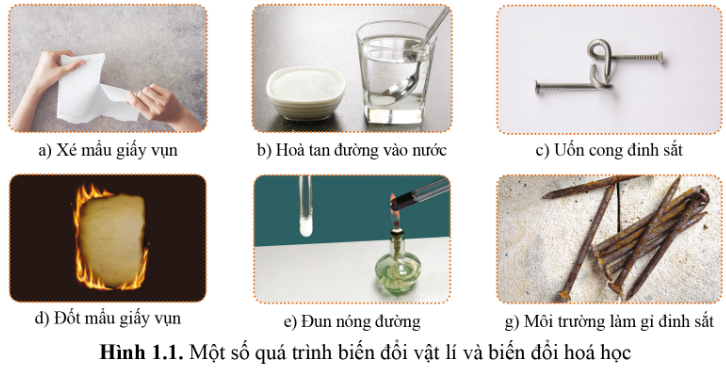 a) Xé mẩu giấy vụn
b) Hoà tan đường vào nước
c) Uốn cong đinh sắt
d) Đốt mẩu giấy vụn
e) Đun nóng đường
g) Môi trường làm gỉ đinh sắt
Hình 1.1. Một số quá trình biến đổi vật lí và biến đổi hoá học